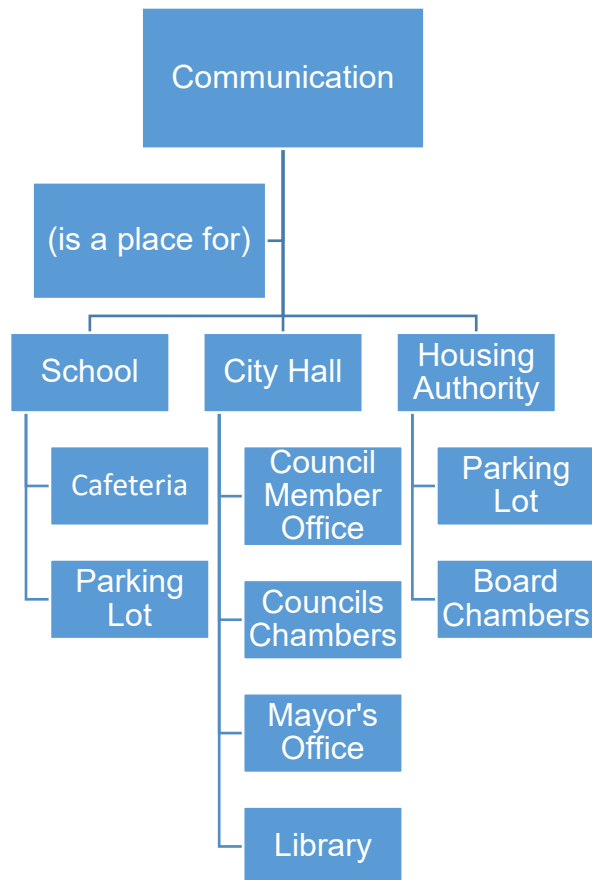 Communication
(is a place for)
School
City Hall
Housing
Authority
Cafeteria
Parking
Lot
Council
Member
Office
Councils
Chambers
Mayor's
Office
Library
Parking
Lot
Board
Chambers